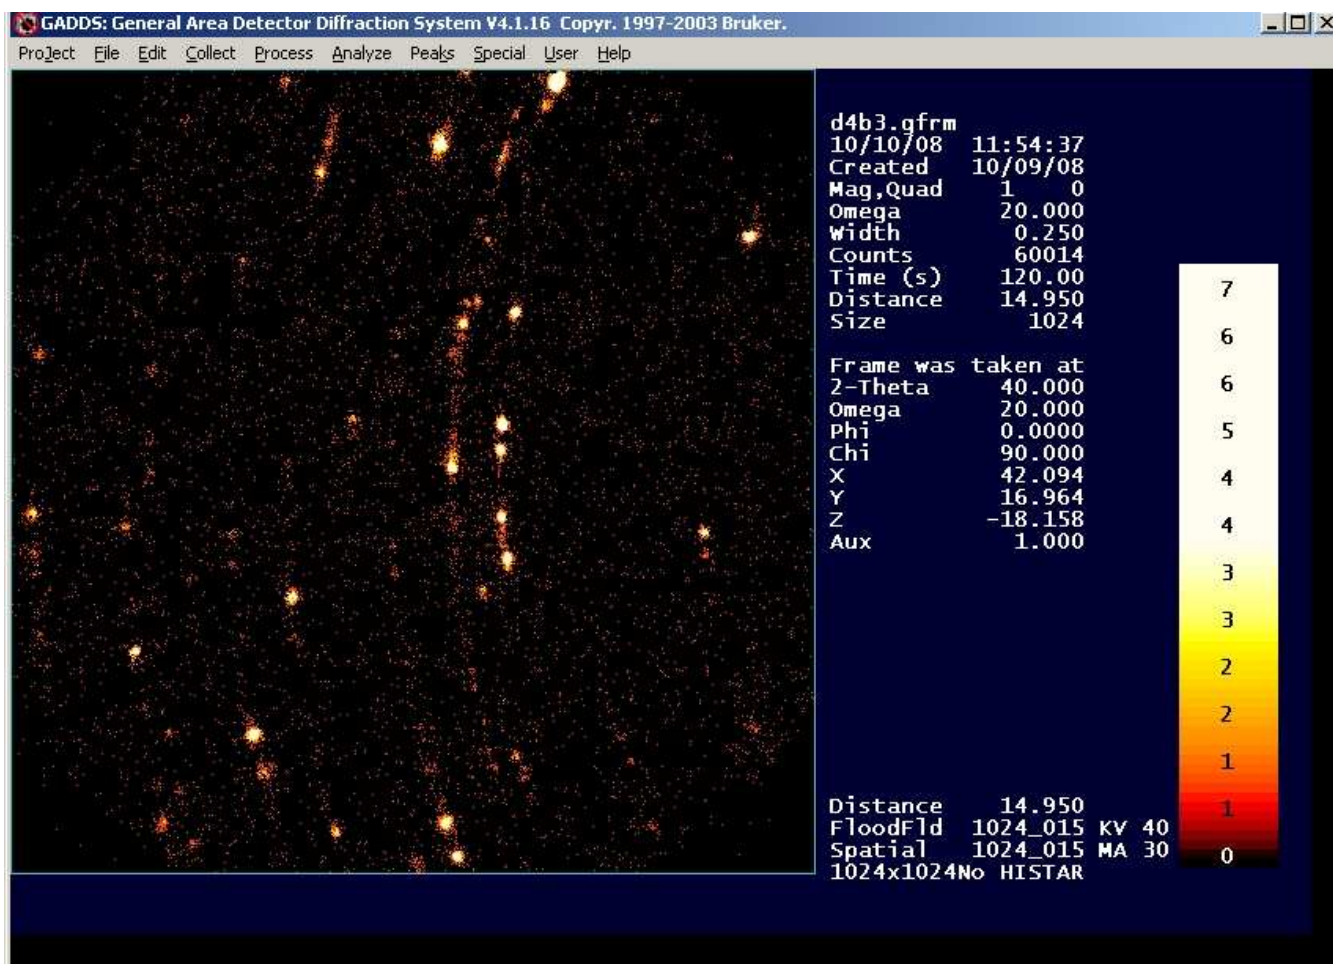 GADDS: General Area Detector Diffraction System V4.1.16 Copyr. 1997-2003 Bruker.
ProJect File Edit Collect Process Analyze Peaks Special User Help
d4b3.gfrm
10/10/08 11:54:37
Created 10/09/08
Mag,Quad 1 0
Omega 20.000
Width 0.250
Counts 60014
Time (s) 120.00
Distance 14.950
Size 1024
Frame was taken at
2-Theta 40.000
Omega 20.000
Phi 0.0000
Chi 90.000
X 42.094
Y 16.964
Z -18.158
Aux 1.000
7
6
6
5
4
4
3
3
2
2
1
1
0
Distance 14.950
FloodFld 1024_015 KV 40
Spatial 1024_015 MA 30
1024x1024No HISTAR